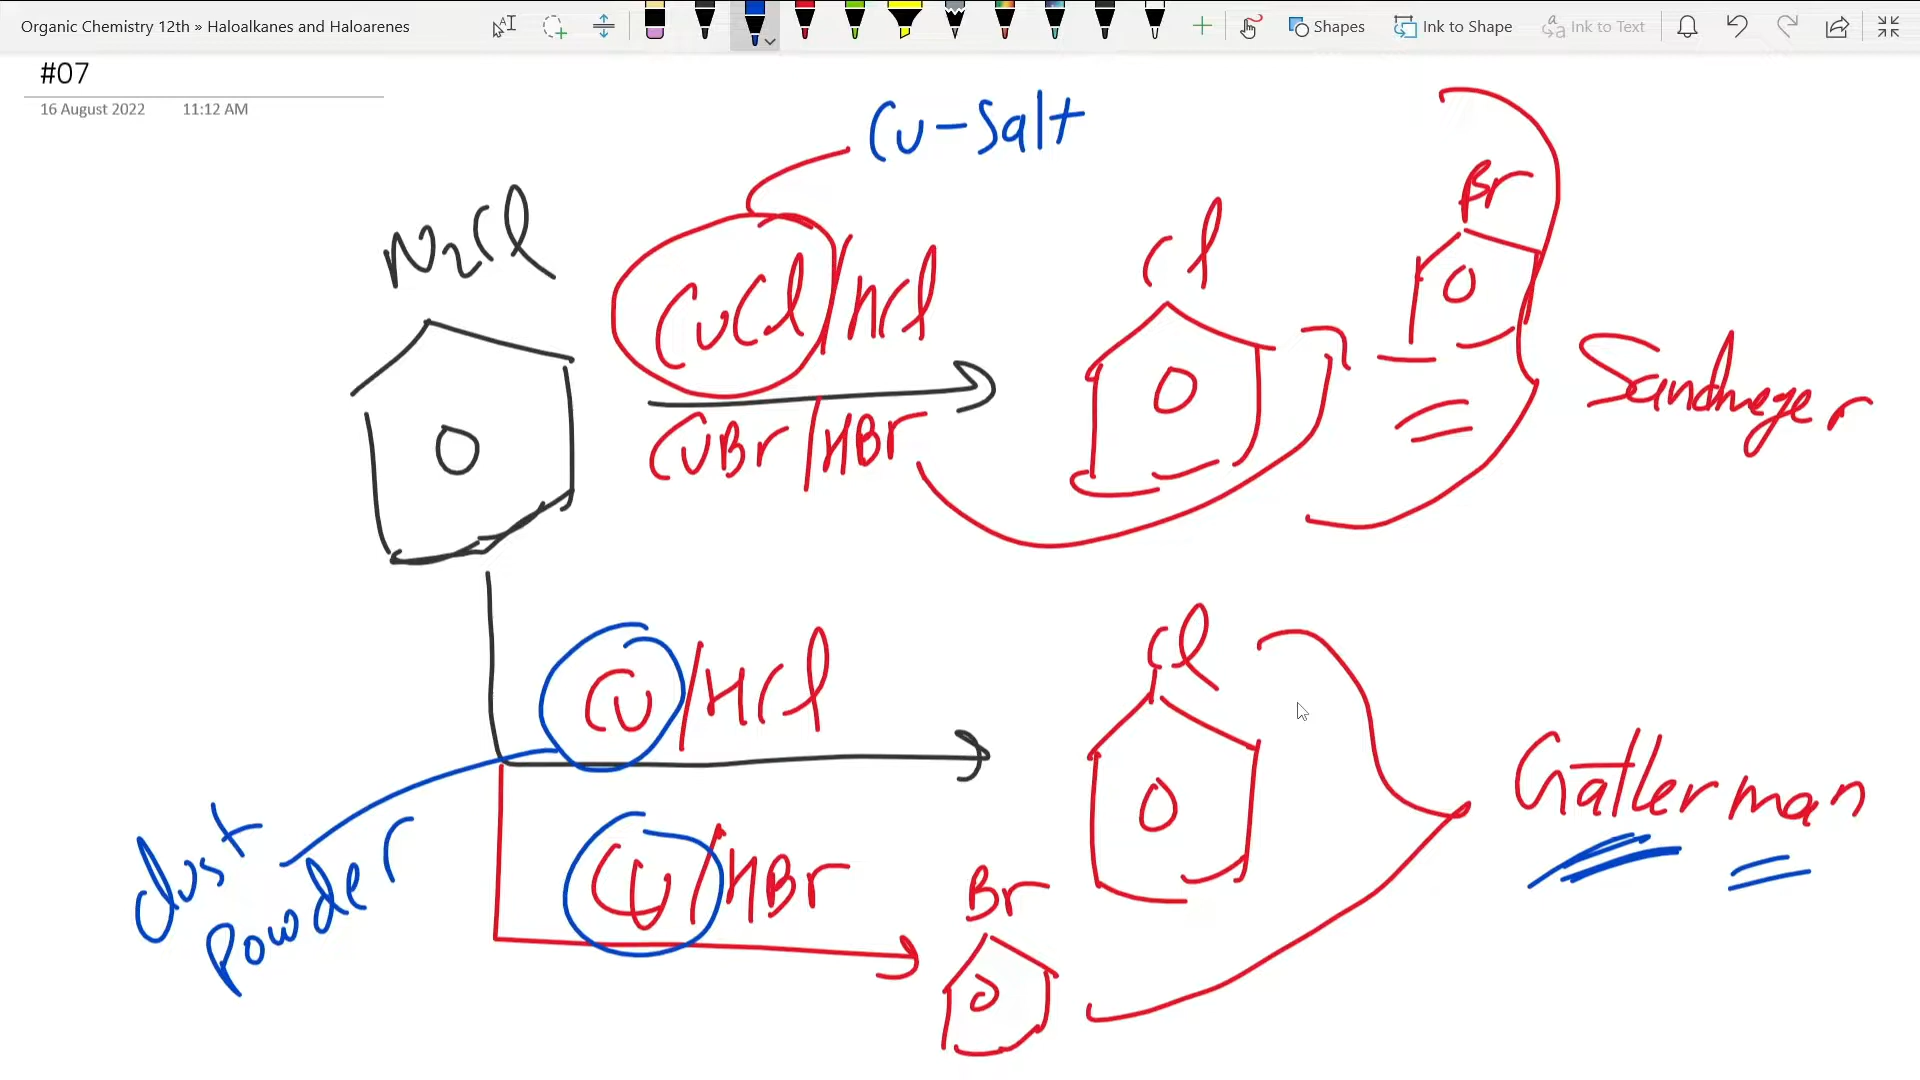 Organic Chemistry 12th » Haloalkanes and Haloarenes
Shapes
Ink to Shape
Ink to Text
#07
16 August 2022
11:12 AM
Cu-Salt
N2Cl
CuCl/HCl
CuBr/HBr
Cl
Br
Sandmeyer
Cu/HCl
Cl
Gatterman
dust
Powder
Cu/HBr
Br